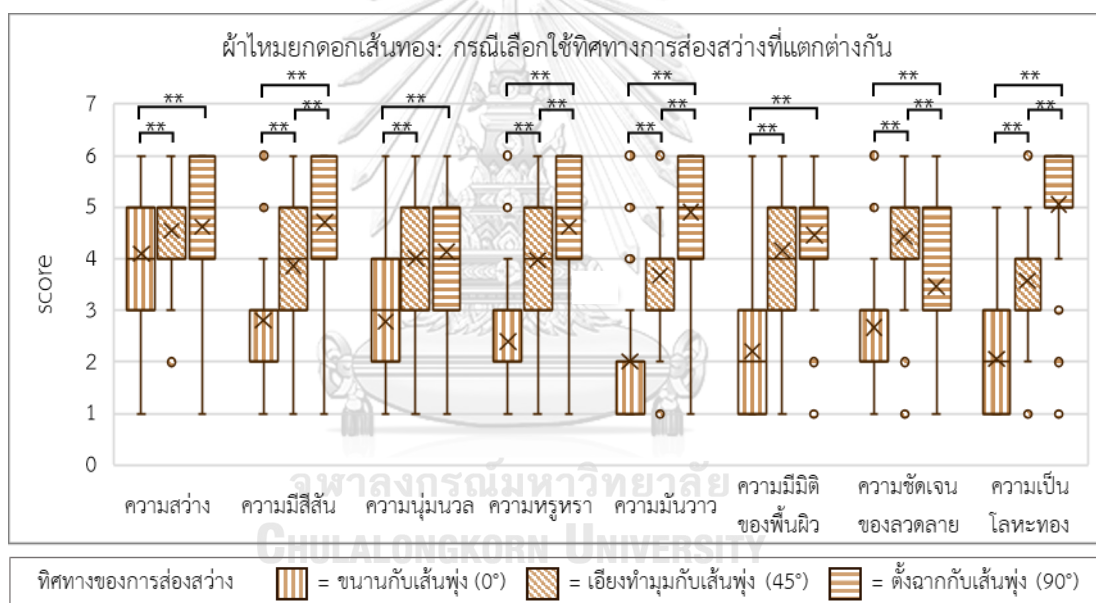 ผ้าไหมยกดอกเส้นทอง: กรณีเลือกใช้ทิศทางการส่องสว่างที่แตกต่างกัน
** ** ** ** ** ** ** **
** ** ** ** ** ** ** ** ** ** ** **
7
6
5
4
3
2
1
0
score
ความสว่าง ความมีสีสัน ความนุ่มนวล ความหรูหรา ความมันวาว ความมีมิติ ความชัดเจน ความเป็น
ของพื้นผิว ของลวดลาย โลหะทอง
จุฬาลงกรณ์มหาวิทยาลัย
CHULALONGKORN UNIVERSITY
ทิศทางของการส่องสว่าง = ขนานกับเส้นพุ่ง (0°) = เอียงทำมุมกับเส้นพุ่ง (45°) = ตั้งฉากกับเส้นพุ่ง (90°)